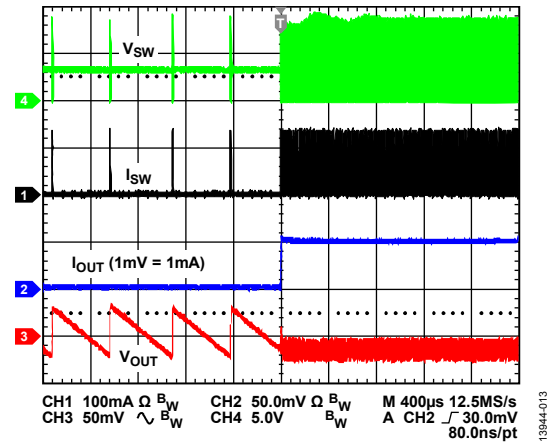 T
VSW
4
ISW
1
IOUT (1mV = 1mA)
2
3
VOUT
CH1 100mA Ω BW CH2 50.0mV Ω BW M 400µs 12.5MS/s
CH3 50mV ∿ BW CH4 5.0V BW A CH2 ⌡ 30.0mV
80.0ns/pt
13944-013